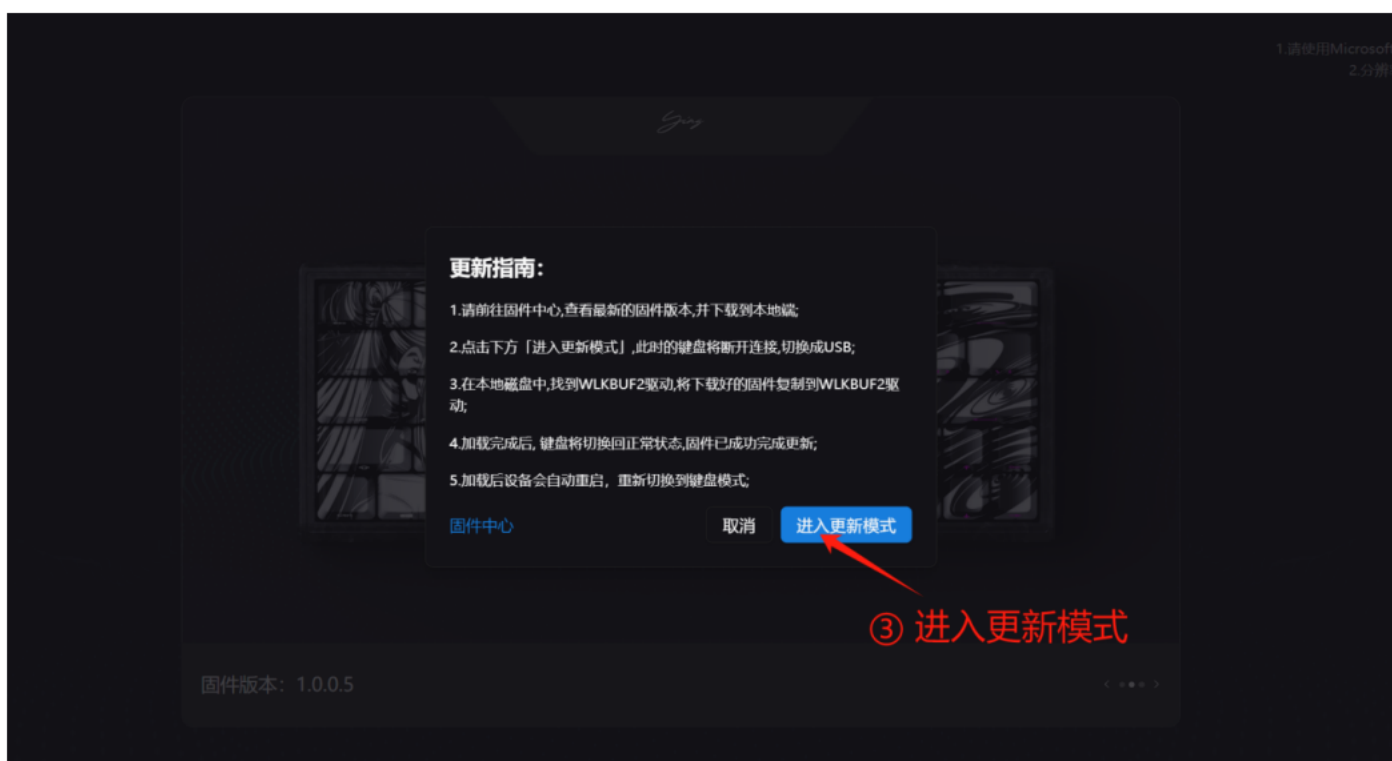 1.请使用Microsoft
2.分辨
Ying
更新指南：
1.请前往固件中心,查看最新的固件版本,并下载到本地端;
2.点击下方「进入更新模式」,此时的键盘将断开连接,切换成USB;
3.在本地磁盘中,找到WLKBUF2驱动,将下载好的固件复制到WLKBUF2驱
动;
4.加载完成后, 键盘将切换回正常状态,固件已成功完成更新;
5.加载后设备会自动重启，重新切换到键盘模式;
固件中心 取消 进入更新模式
③ 进入更新模式
固件版本：1.0.0.5